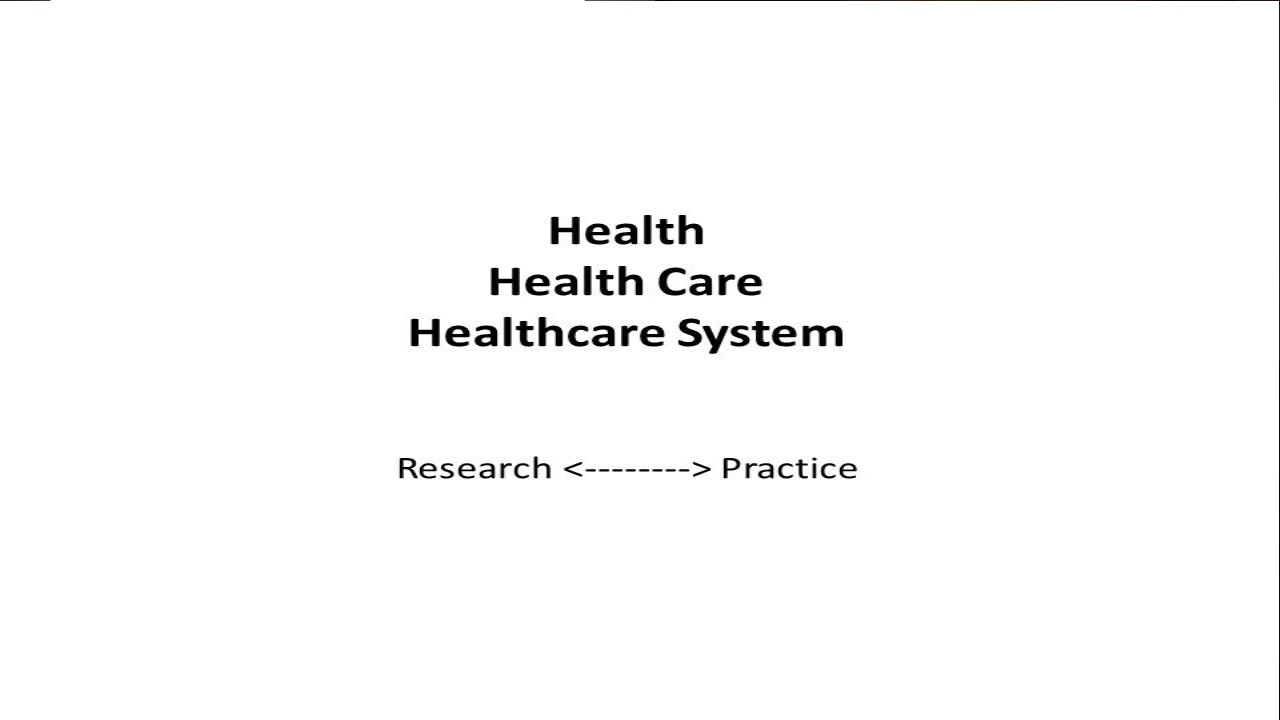 Health
Health Care
Healthcare System
Research <--------> Practice